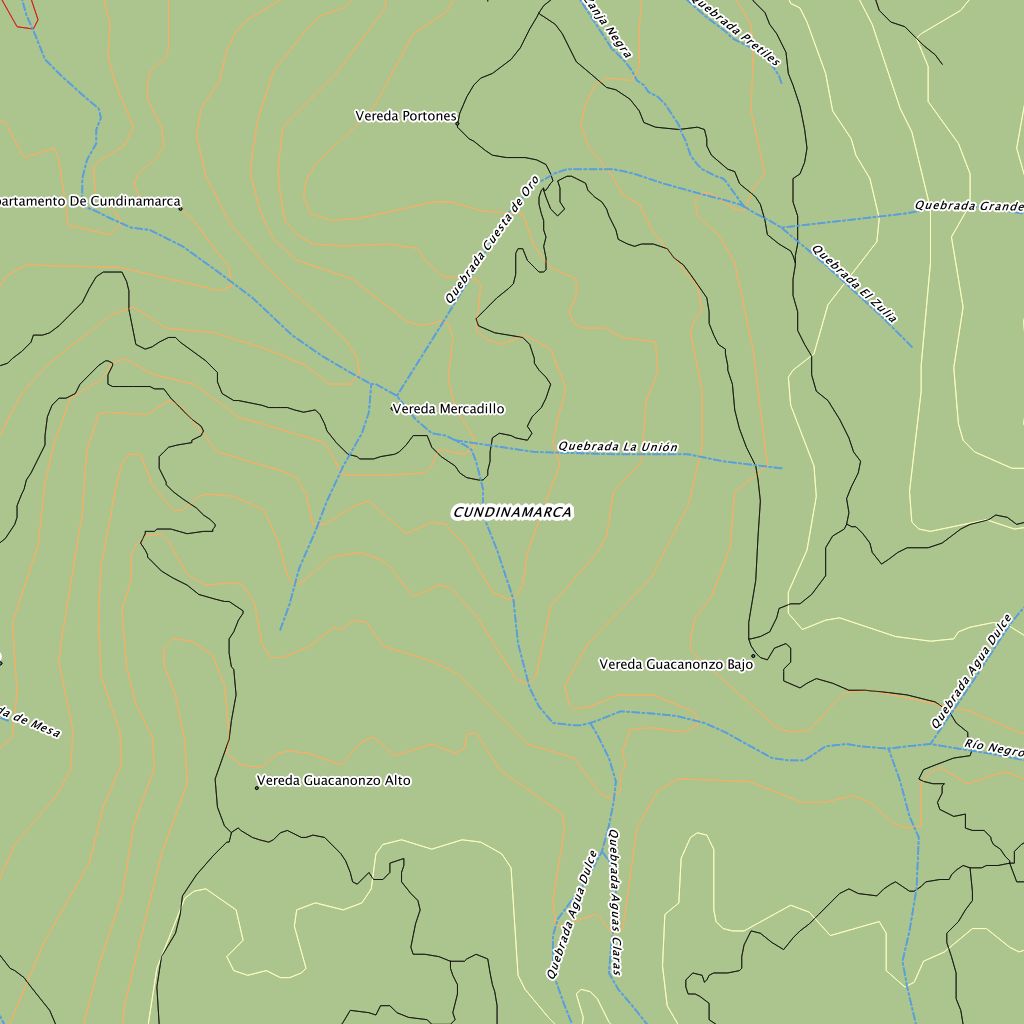 Zanja Negra
Quebrada Pretiles
Vereda Portones
partamento De Cundinamarca
Quebrada Grande
Quebrada Cuesta de Oro
Quebrada El Zulia
Vereda Mercadillo
Quebrada La Unión
CUNDINAMARCA
Vereda Guacanonzo Bajo
Quebrada Agua Dulce
da de Mesa
Río Negro
Vereda Guacanonzo Alto
Quebrada Agua Dulce
Quebrada Aguas Claras